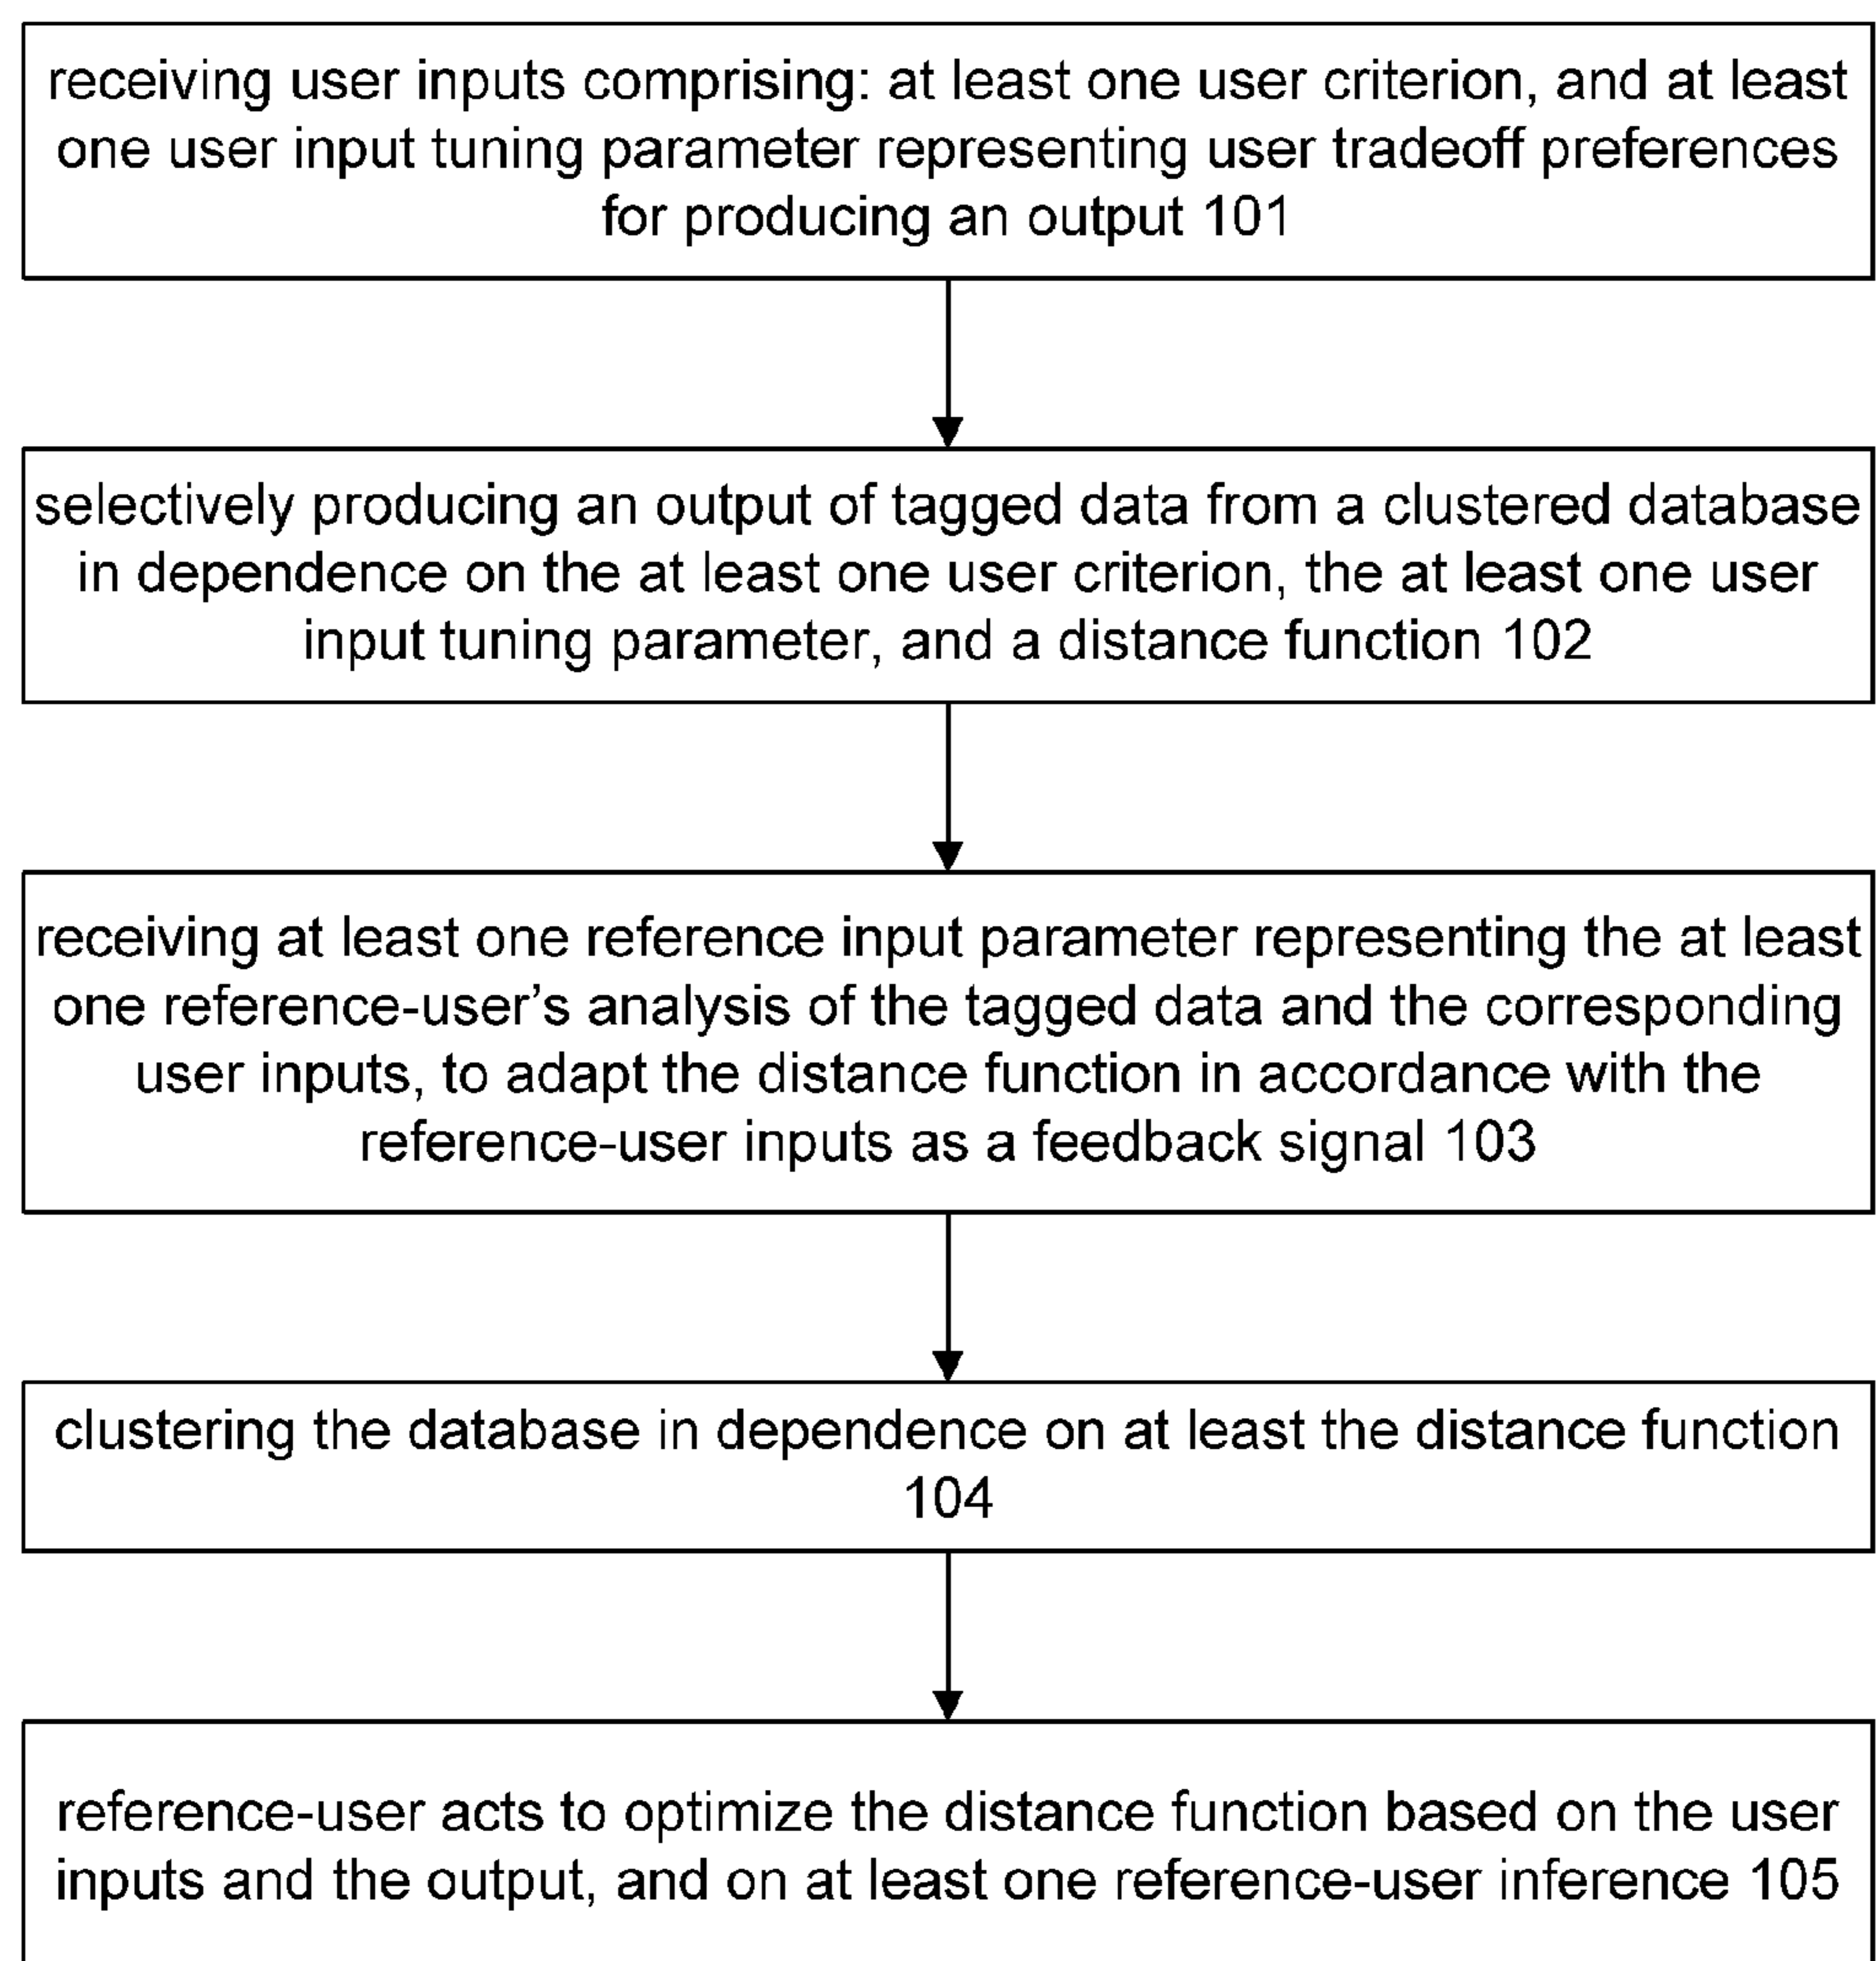 receiving user inputs comprising: at least one user criterion, and at least
one user input tuning parameter representing user tradeoff preferences
for producing an output 101
selectively producing an output of tagged data from a clustered database
in dependence on the at least one user criterion, the at least one user
input tuning parameter, and a distance function 102
receiving at least one reference input parameter representing the at least
one reference-user’s analysis of the tagged data and the corresponding
user inputs, to adapt the distance function in accordance with the
reference-user inputs as a feedback signal 103
clustering the database in dependence on at least the distance function
104
reference-user acts to optimize the distance function based on the user
inputs and the output, and on at least one reference-user inference 105